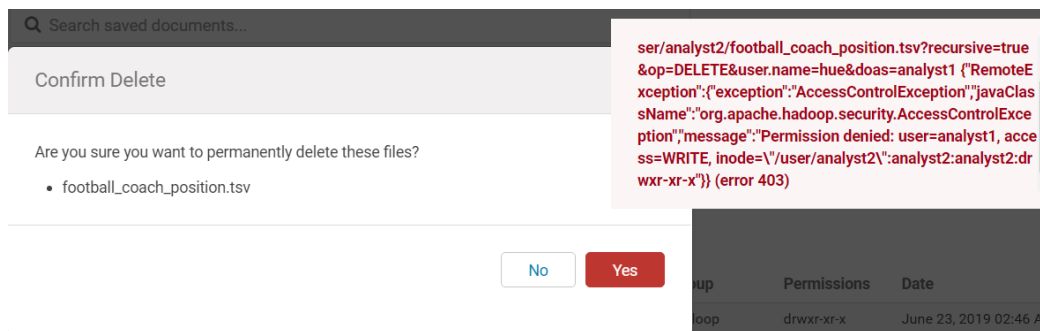 Search saved documents...
Confirm Delete
Are you sure you want to permanently delete these files?
football_coach_position.tsv
No
Yes
ser/analyst2/football_coach_position.tsv?recursive=true
&op=DELETE&user.name=hue&doas=analyst1 {"RemoteE
xception":{"exception":"AccessControlException","javaClas
sName":"org.apache.hadoop.security.AccessControlExce
ption","message":"Permission denied: user=analyst1, acce
ss=WRITE, inode=\"/user/analyst2\":analyst2:analyst2:dr
wxr-xr-x"}} (error 403)
oup Permissions Date
loop drwxr-xr-x June 23, 2019 02:46 A